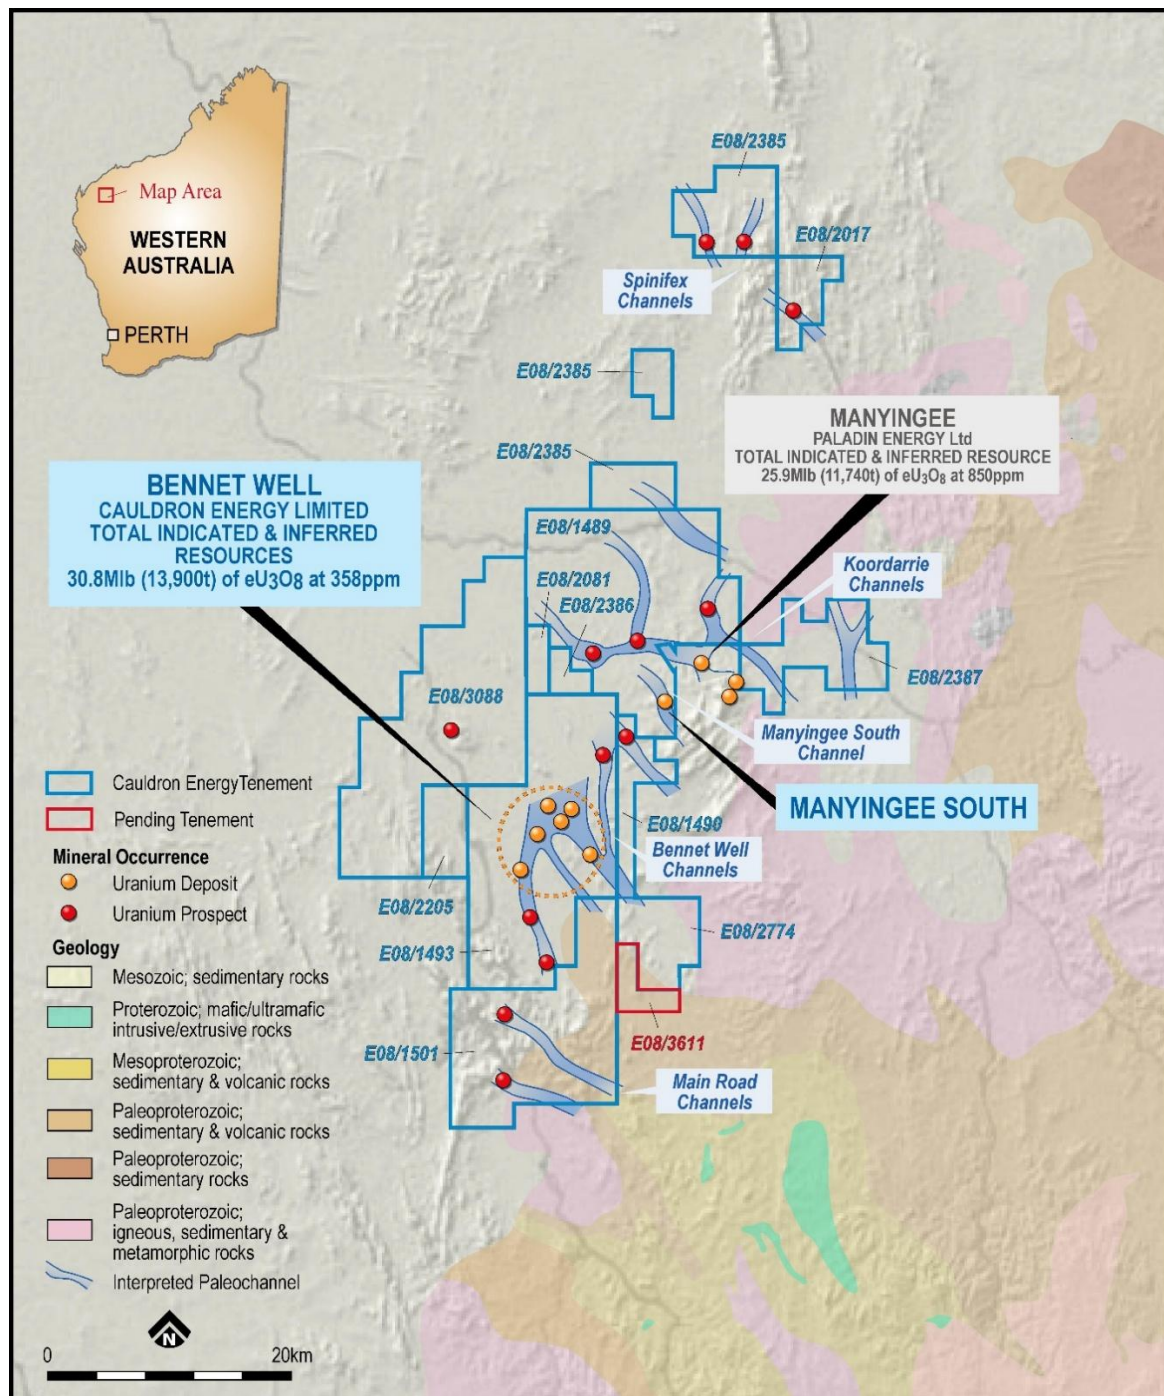 Map Area
WESTERN
AUSTRALIA
PERTH
E08/2385
E08/2017
Spinifex
Channels
E08/2385
MANYINGEE
PALADIN ENERGY Ltd
TOTAL INDICATED & INFERRED RESOURCE
25.9Mlb (11,740t) of eU₃O₈ at 850ppm
E08/2385
BENNET WELL
CAULDRON ENERGY LIMITED
TOTAL INDICATED & INFERRED
RESOURCES
30.8Mlb (13,900t) of eU₃O₈ at 358ppm
E08/1489
E08/2081
E08/2386
Koordarrie
Channels
E08/2387
E08/3088
Manyingee South
Channel
MANYINGEE SOUTH
E08/1490
Bennet Well
Channels
E08/2205
E08/1493
E08/2774
E08/3611
E08/1501
Main Road
Channels
Cauldron EnergyTenement
Pending Tenement
Mineral Occurrence
Uranium Deposit
Uranium Prospect
Geology
Mesozoic; sedimentary rocks
Proterozoic; mafic/ultramafic
intrusive/extrusive rocks
Mesoproterozoic;
sedimentary & volcanic rocks
Paleoproterozoic;
sedimentary & volcanic rocks
Paleoproterozoic;
sedimentary rocks
Paleoproterozoic;
igneous, sedimentary &
metamorphic rocks
Interpreted Paleochannel
N
0 20km